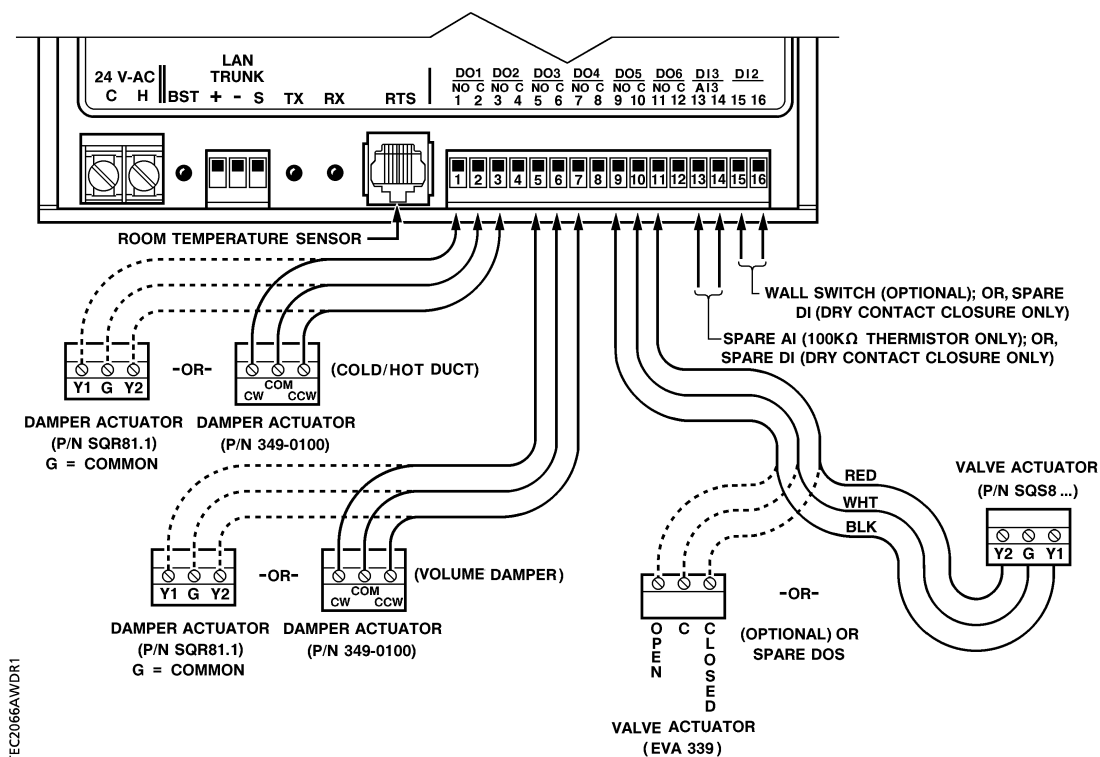 LAN
24 V-AC TRUNK DO1 DO2 DO3 DO4 DO5 DO6 DI3 DI2
C H BST + - S TX RX RTS NO C NO C NO C NO C NO C NO C AI3
1 2 3 4 5 6 7 8 9 10 11 12 13 14 15 16
1 2 3 4 5 6 7 8 9 10 11 12 13 14 15 16
ROOM TEMPERATURE SENSOR
WALL SWITCH (OPTIONAL); OR, SPARE
DI (DRY CONTACT CLOSURE ONLY)
SPARE AI (100KΩ THERMISTOR ONLY); OR,
SPARE DI (DRY CONTACT CLOSURE ONLY)
Y1 G Y2
-OR-
COM
CW CCW
(COLD/HOT DUCT)
DAMPER ACTUATOR
(P/N SQR81.1)
G = COMMON
DAMPER ACTUATOR
(P/N 349-0100)
RED
WHT
BLK
VALVE ACTUATOR
(P/N SQS8 ...)
Y2 G Y1
Y1 G Y2
-OR-
COM
CW CCW
(VOLUME DAMPER)
DAMPER ACTUATOR
(P/N SQR81.1)
G = COMMON
DAMPER ACTUATOR
(P/N 349-0100)
OPEN C CLOSED
-OR-
(OPTIONAL) OR
SPARE DOS
VALVE ACTUATOR
(EVA 339)
TEC2066AWDR1